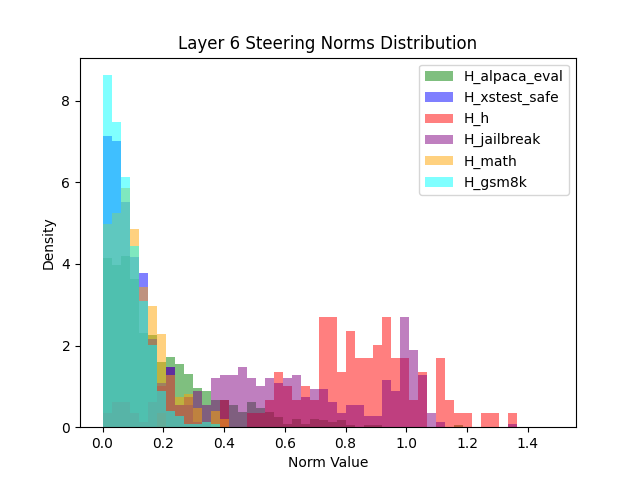 Layer 6 Steering Norms Distribution
H_alpaca_eval
H_xstest_safe
H_h
H_jailbreak
H_math
H_gsm8k
Density
8
6
4
2
0
0.0 0.2 0.4 0.6 0.8 1.0 1.2 1.4
Norm Value